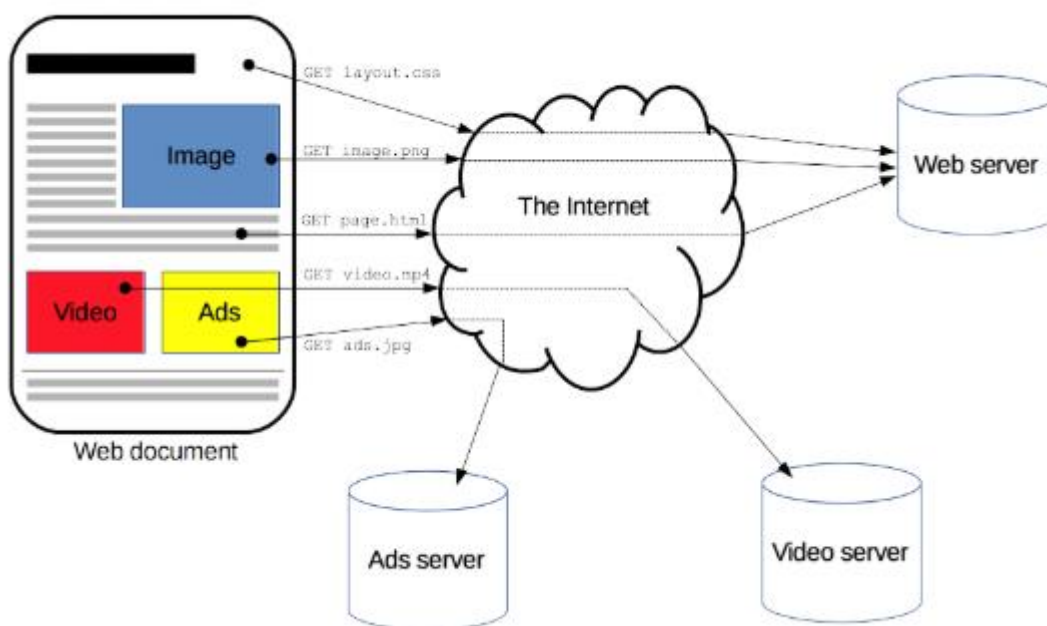 GET layout.css
Image
GET image.png
The Internet
Web server
GET page.html
GET video.mp4
Video
Ads
GET ads.jpg
Web document
Ads server
Video server